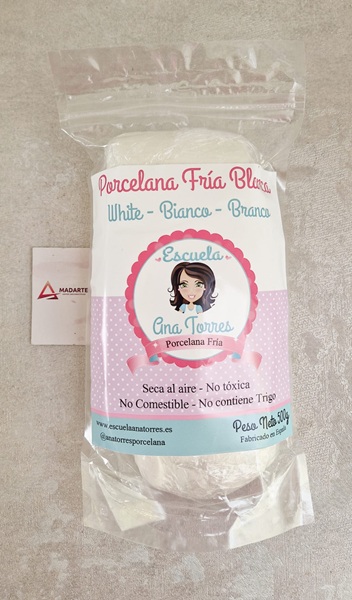 Porcelana Fría Blanca
White - Bianco - Branco
Escuela
Ana Torres
Porcelana Fría
MADARTE
Seca al aire - No tóxica
No Comestible - No contiene Trigo
www.escuelaanatorres.es
@anatorresporcelana
Peso Neto 500g
Fabricado en España